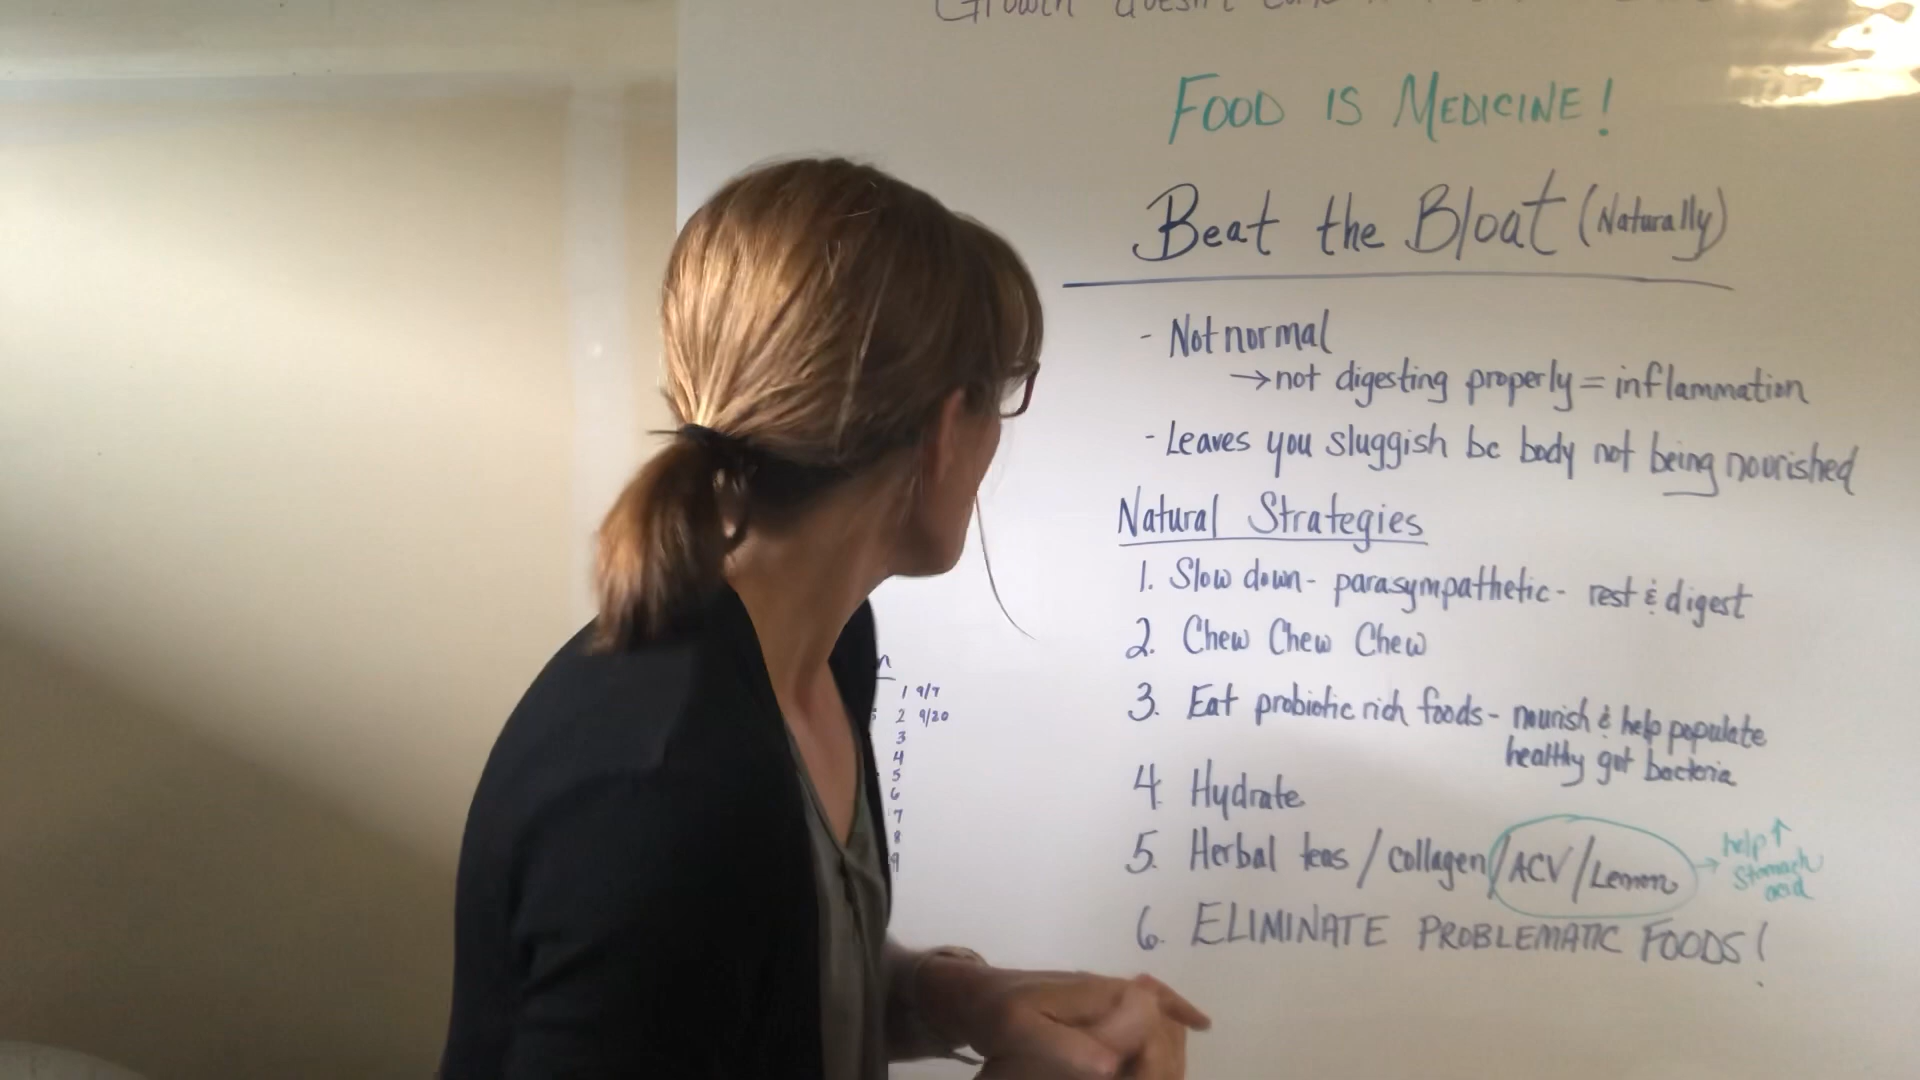 Growth doesn't
FOOD IS MEDICINE!
Beat the Bloat (Naturally)
- Not normal
→ not digesting properly = inflammation
- Leaves you sluggish bc body not being nourished
Natural Strategies
1. Slow down - parasympathetic - rest & digest
2. Chew Chew Chew
3. Eat probiotic rich foods - nourish & help populate
healthy gut bacteria
4. Hydrate
5. Herbal teas / collagen / ACV / Lemon → help ↑
stomach
acid
6. ELIMINATE PROBLEMATIC FOODS!
n
1 9/7
2 9/20
3
4
5
6
7
8
9